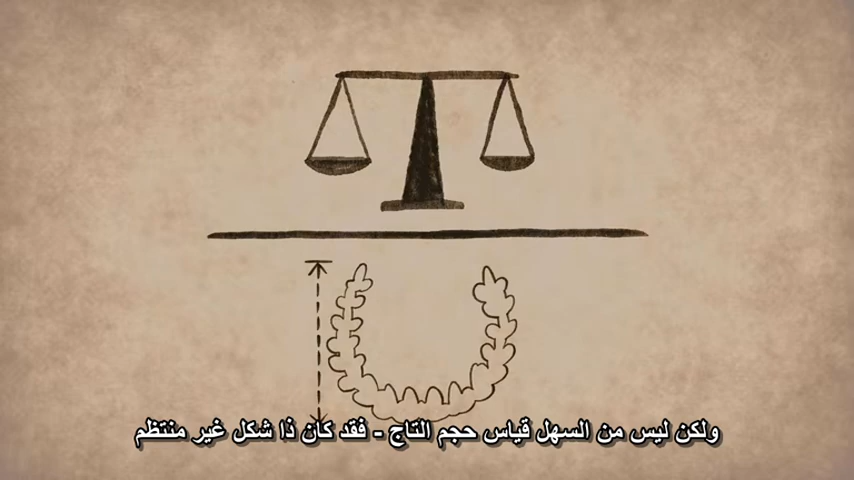 ولكن ليس من السهل قياس حجم التاج - فقد كان ذا شكل غير منتظم